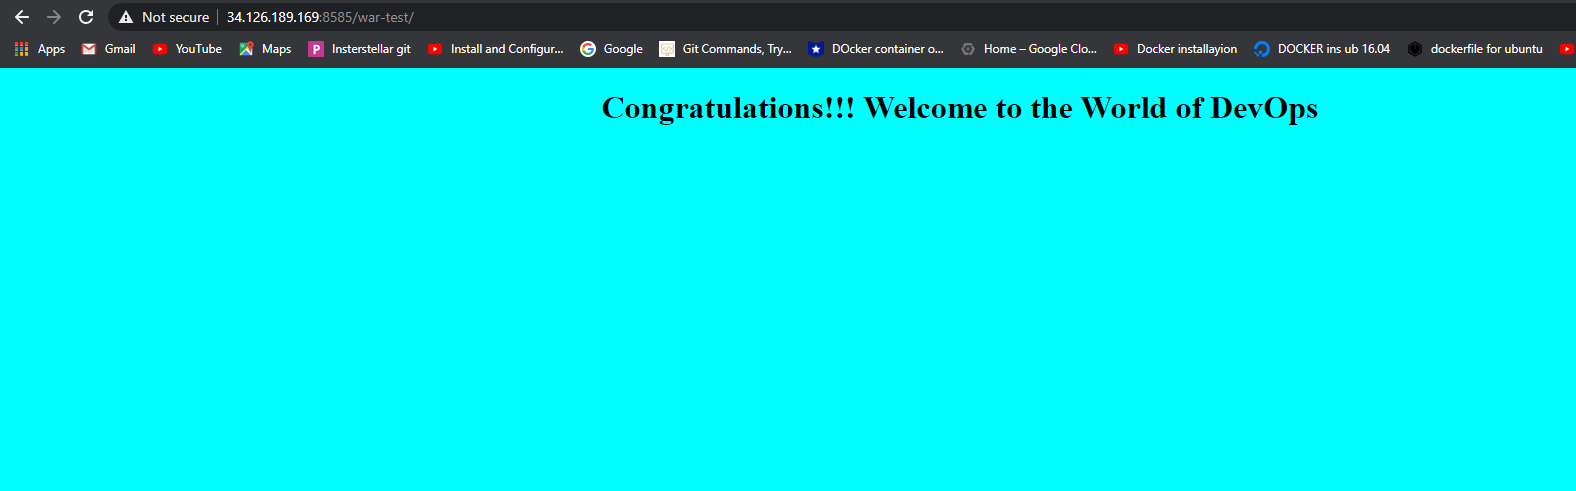 Not secure 34.126.189.169:8585/war-test/
Apps Gmail YouTube Maps P Insterstellar git Install and Configur... Google Git Commands, Try... DOcker container o... Home – Google Clo... Docker installayion DOCKER ins ub 16.04 dockerfile for ubuntu
Congratulations!!! Welcome to the World of DevOps